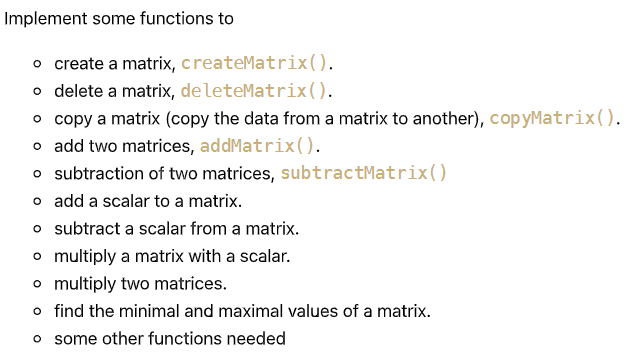 Implement some functions to
create a matrix, createMatrix().
delete a matrix, deleteMatrix().
copy a matrix (copy the data from a matrix to another), copyMatrix().
add two matrices, addMatrix().
subtraction of two matrices, subtractMatrix()
add a scalar to a matrix.
subtract a scalar from a matrix.
multiply a matrix with a scalar.
multiply two matrices.
find the minimal and maximal values of a matrix.
some other functions needed